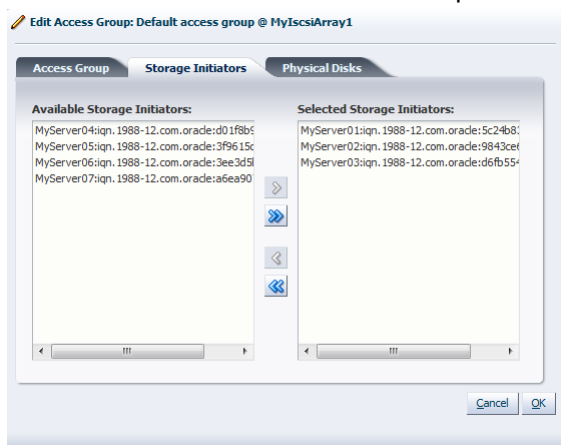 Edit Access Group: Default access group @ MyIscsiArray1
Access Group Storage Initiators Physical Disks
Available Storage Initiators: Selected Storage Initiators:
MyServer04:iqn.1988-12.com.oracle:d01f8b9 MyServer01:iqn.1988-12.com.oracle:5c24b8
MyServer05:iqn.1988-12.com.oracle:3f9615c MyServer02:iqn.1988-12.com.oracle:9843ce
MyServer06:iqn.1988-12.com.oracle:3ee3d5 MyServer03:iqn.1988-12.com.oracle:d6fb554
MyServer07:iqn.1988-12.com.oracle:a6ea90
Cancel OK